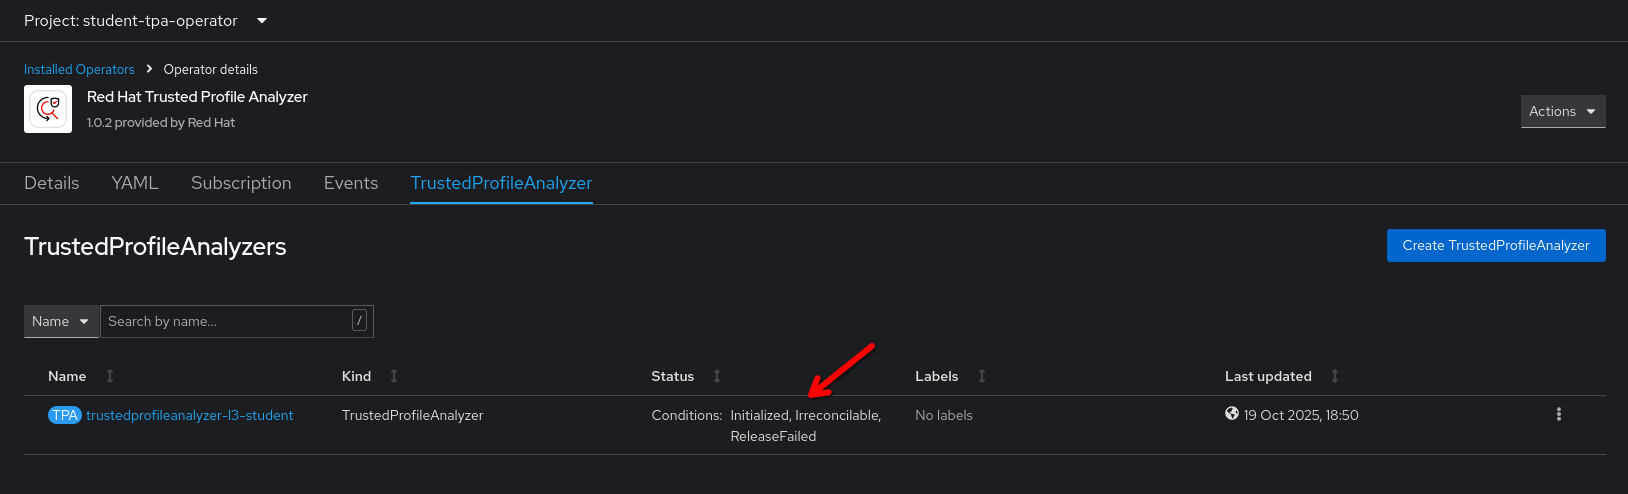 Project: student-tpa-operator
Installed Operators Operator details
Red Hat Trusted Profile Analyzer
1.0.2 provided by Red Hat
Actions
Details YAML Subscription Events TrustedProfileAnalyzer
TrustedProfileAnalyzers
Create TrustedProfileAnalyzer
Name Search by name... /
Name Kind Status Labels Last updated
TPA trustedprofileanalyzer-l3-student TrustedProfileAnalyzer Conditions: Initialized, Irreconcilable, No labels 19 Oct 2025, 18:50
ReleaseFailed